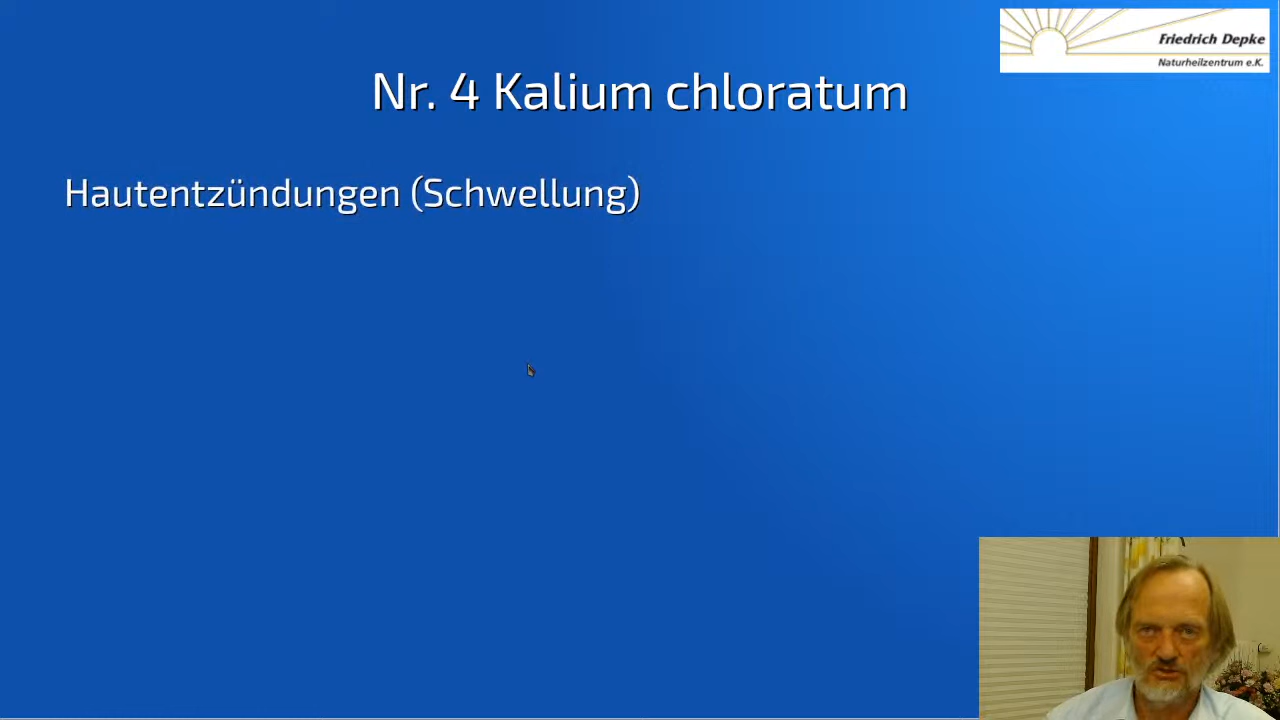 Friedrich Depke
Naturheilzentrum e.K.
Nr. 4 Kalium chloratum
Hautentzündungen (Schwellung)